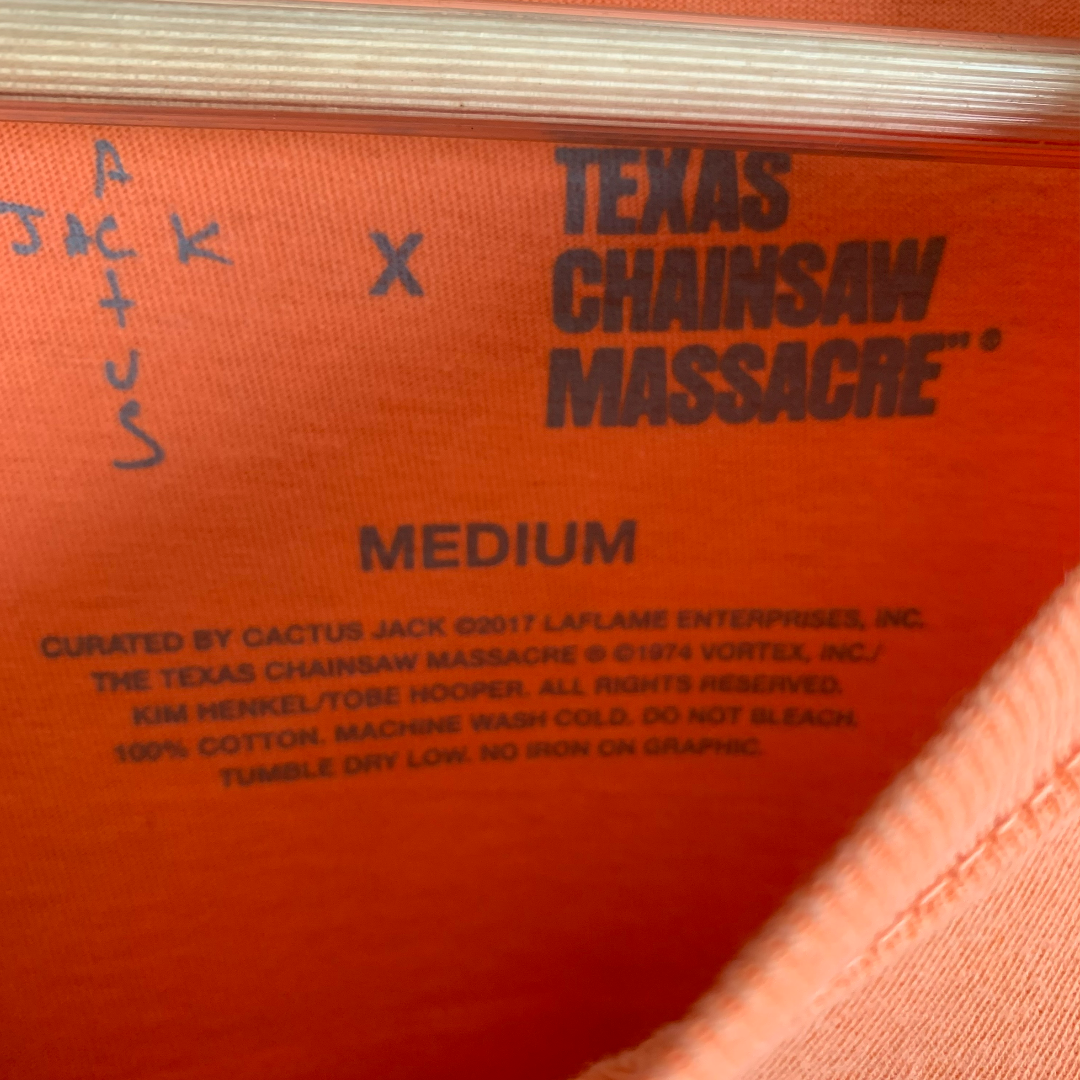 A
JACK
T
U
S
X
TEXAS
CHAINSAW
MASSACRE™ ®
MEDIUM
CURATED BY CACTUS JACK ©2017 LAFLAME ENTERPRISES, INC.
THE TEXAS CHAINSAW MASSACRE ® ©1974 VORTEX, INC./
KIM HENKEL/TOBE HOOPER. ALL RIGHTS RESERVED.
100% COTTON. MACHINE WASH COLD. DO NOT BLEACH.
TUMBLE DRY LOW. NO IRON ON GRAPHIC.